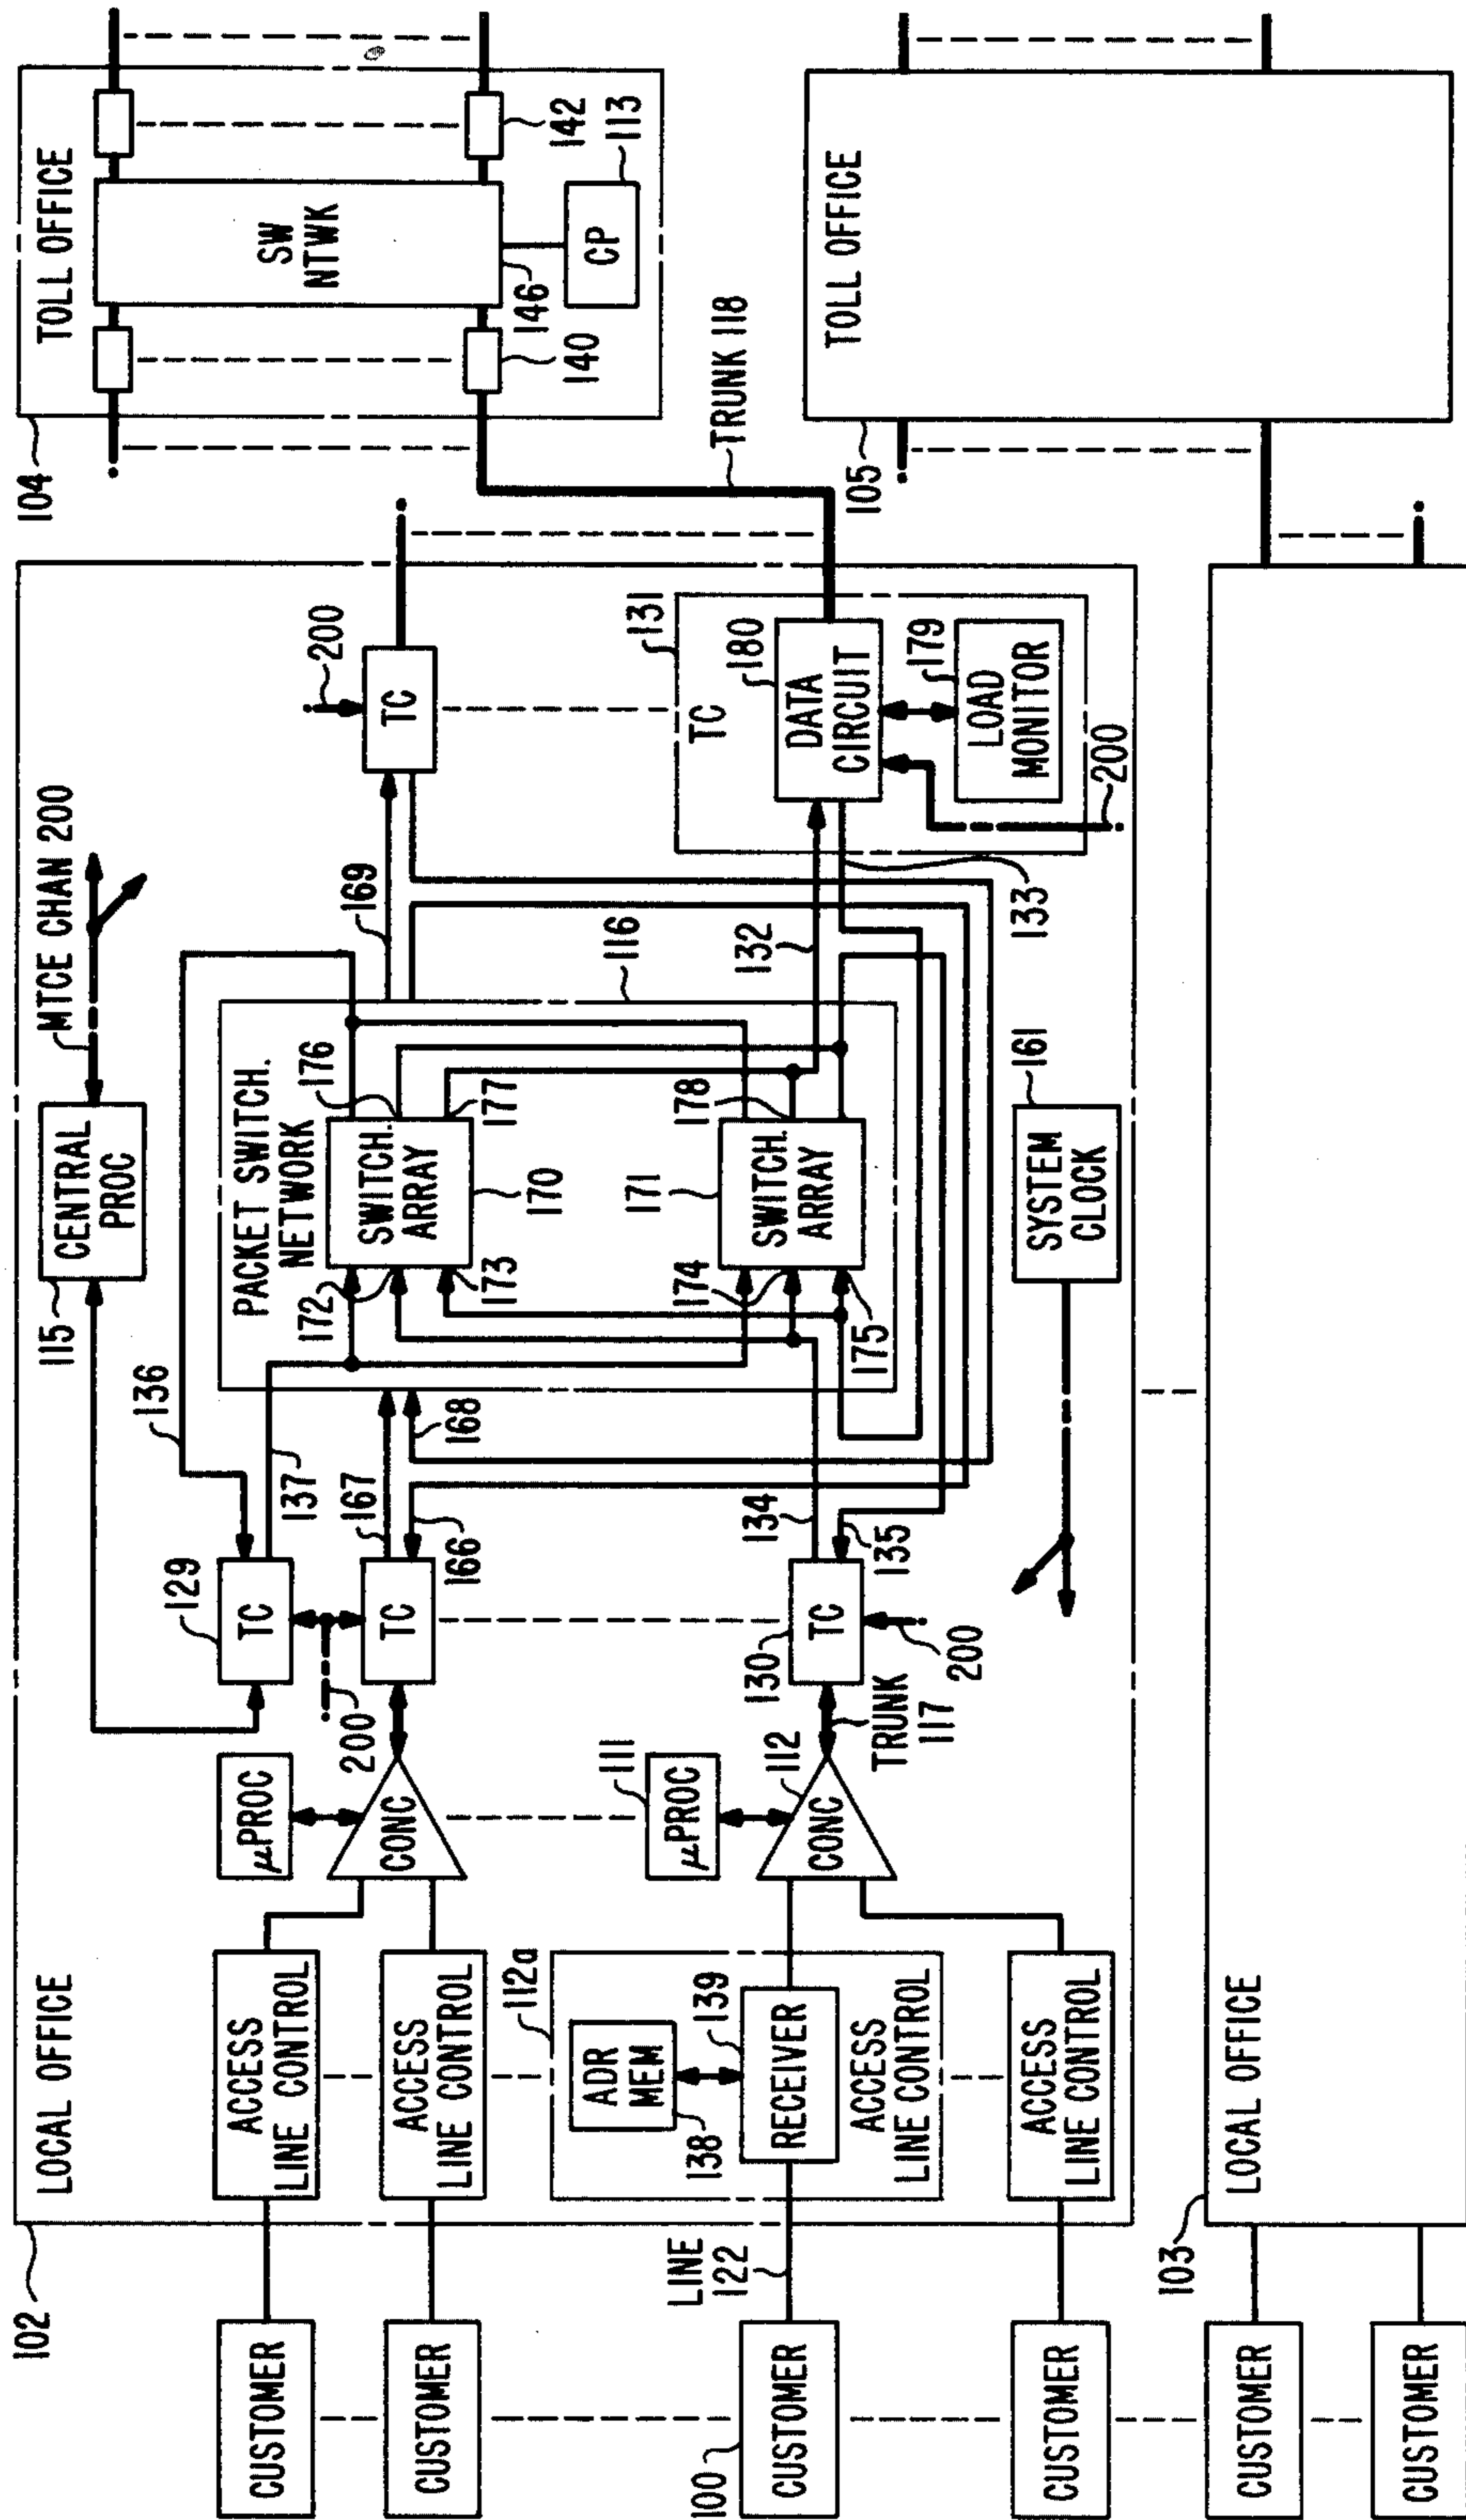 102
LOCAL OFFICE
CUSTOMER
CUSTOMER
100
CUSTOMER
CUSTOMER
LINE
122
ACCESS
LINE CONTROL
ACCESS
LINE CONTROL
112a
ADR
MEM
138
139
RECEIVER
ACCESS
LINE CONTROL
ACCESS
LINE CONTROL
μPROC
CONC
111
μPROC
112
CONC
TRUNK
117
200
129
TC
TC
130
TC
200
136
137
167
166
168
134
135
115
CENTRAL
PROC
MTCE CHAN 200
PACKET SWITCH.
NETWORK
116
172
176
SWITCH.
ARRAY
173
177
170
171
174
178
SWITCH.
ARRAY
175
161
SYSTEM
CLOCK
169
132
133
200
TC
131
TC
180
DATA
CIRCUIT
179
LOAD
MONITOR
200
TRUNK 118
104
TOLL OFFICE
SW
NTWK
140
146
142
CP
113
105
TOLL OFFICE
103
LOCAL OFFICE
CUSTOMER
CUSTOMER